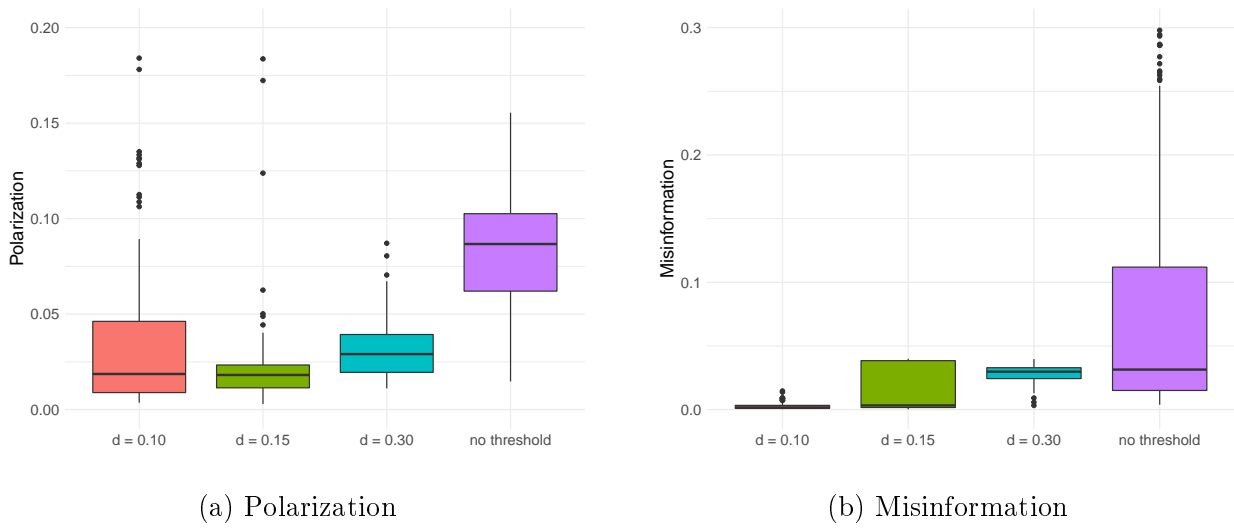 Polarization
0.20
0.15
0.10
0.05
0.00
d = 0.10 d = 0.15 d = 0.30 no threshold
(a) Polarization
Misinformation
0.3
0.2
0.1
0.0
d = 0.10 d = 0.15 d = 0.30 no threshold
(b) Misinformation